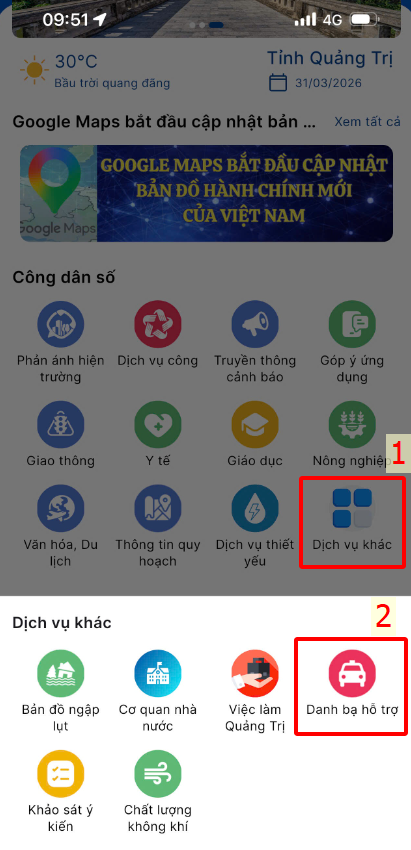 09:51
4G
30°C
Tỉnh Quảng Trị
Bầu trời quang đãng
31/03/2026
Google Maps bắt đầu cập nhật bản ...
Xem tất cả
GOOGLE MAPS BẮT ĐẦU CẬP NHẬT
BẢN ĐỒ HÀNH CHÍNH MỚI
CỦA VIỆT NAM
Google Maps
Công dân số
Phản ánh hiện
trường
Dịch vụ công
Truyền thông
cảnh báo
Góp ý ứng
dụng
Giao thông
Y tế
Giáo dục
Nông nghiệp
1
Văn hóa, Du
lịch
Thông tin quy
hoạch
Dịch vụ thiết
yếu
Dịch vụ khác
Dịch vụ khác
2
Bản đồ ngập
lụt
Cơ quan nhà
nước
Việc làm
Quảng Trị
Danh bạ hỗ trợ
Khảo sát ý
kiến
Chất lượng
không khí